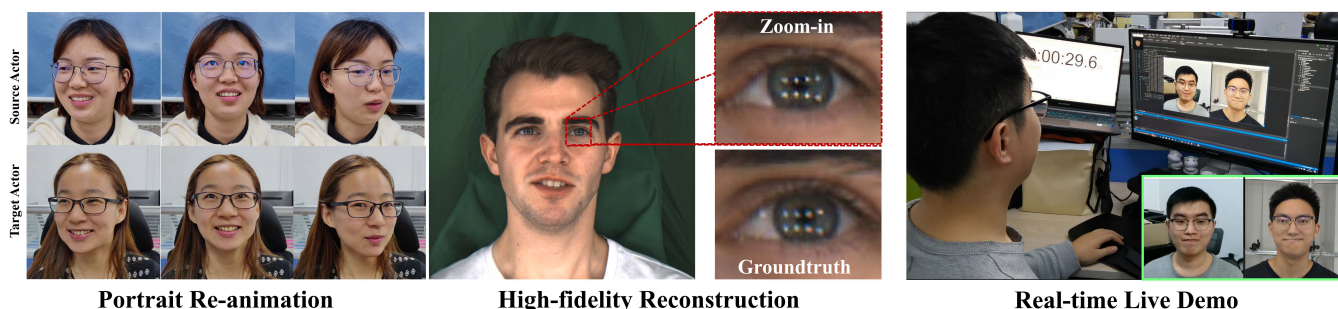 Source Actor
Target Actor
Zoom-in
Groundtruth
:00:29.6
Portrait Re-animation
High-fidelity Reconstruction
Real-time Live Demo